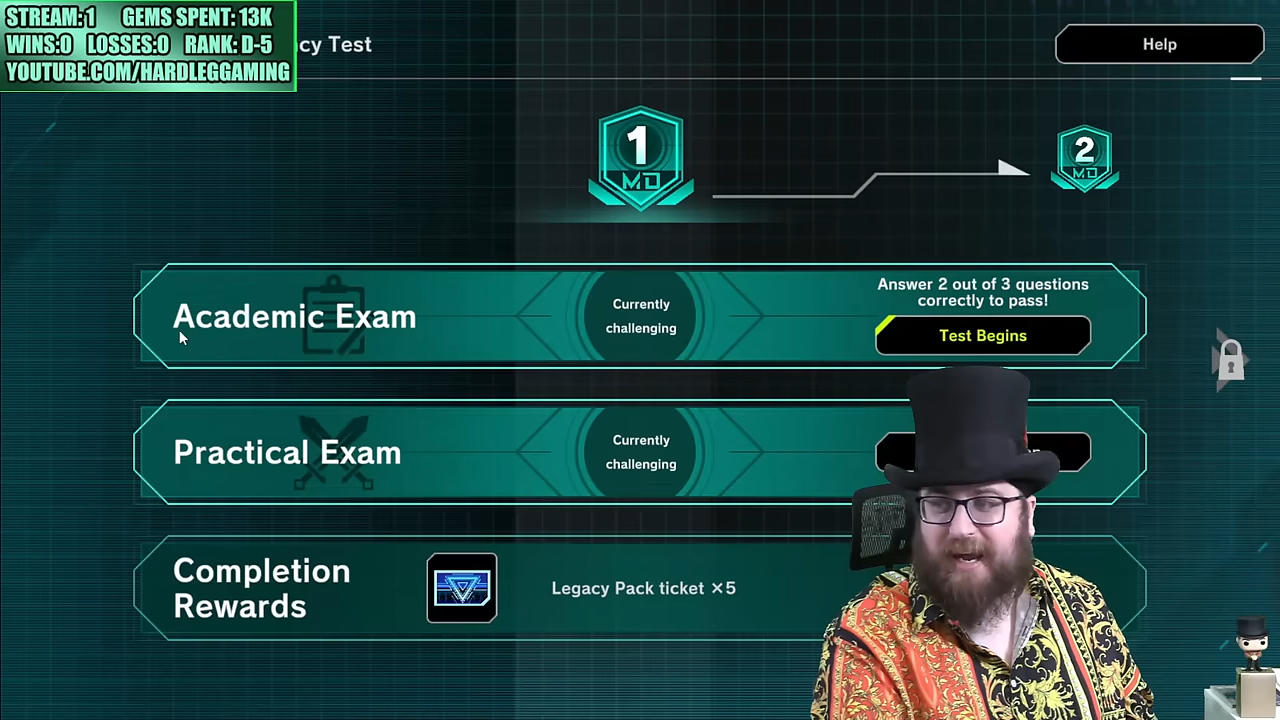 STREAM:1 GEMS SPENT: 13K
WINS:0 LOSSES:0 RANK: D-5
YOUTUBE.COM/HARDLEGGAMING
cy Test
Help
1
MD
2
MD
Academic Exam
Currently
challenging
Answer 2 out of 3 questions
correctly to pass!
Test Begins
Practical Exam
Currently
challenging
Completion
Rewards
Legacy Pack ticket ×5